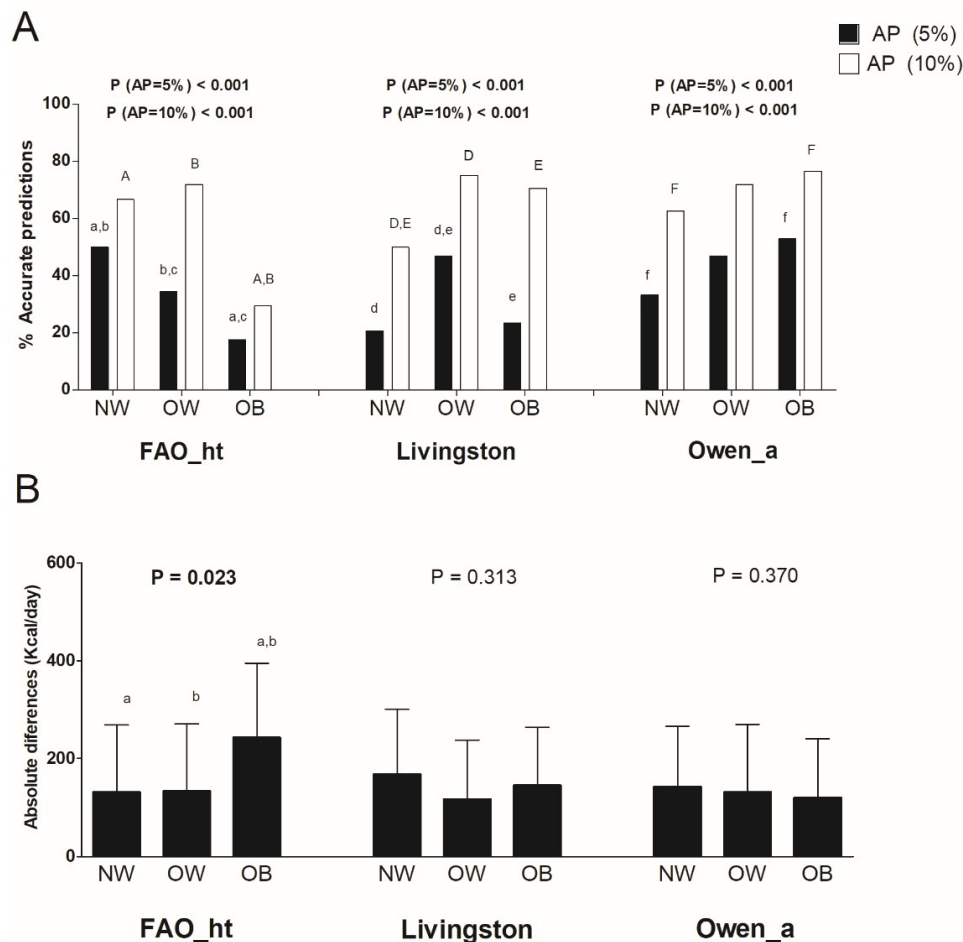 A
AP (5%)
AP (10%)
P (AP=5%) < 0.001
P (AP=10%) < 0.001
P (AP=5%) < 0.001
P (AP=10%) < 0.001
P (AP=5%) < 0.001
P (AP=10%) < 0.001
% Accurate predictions
100
80
60
40
20
0
a,b
A
b,c
B
a,c
A,B
d
D,E
d,e
D
e
E
f
F
f
F
NW OW OB
NW OW OB
NW OW OB
FAO_ht
Livingston
Owen_a
B
Absolute diferences (Kcal/day)
600
400
200
0
P = 0.023
P = 0.313
P = 0.370
a
b
a,b
NW OW OB
NW OW OB
NW OW OB
FAO_ht
Livingston
Owen_a